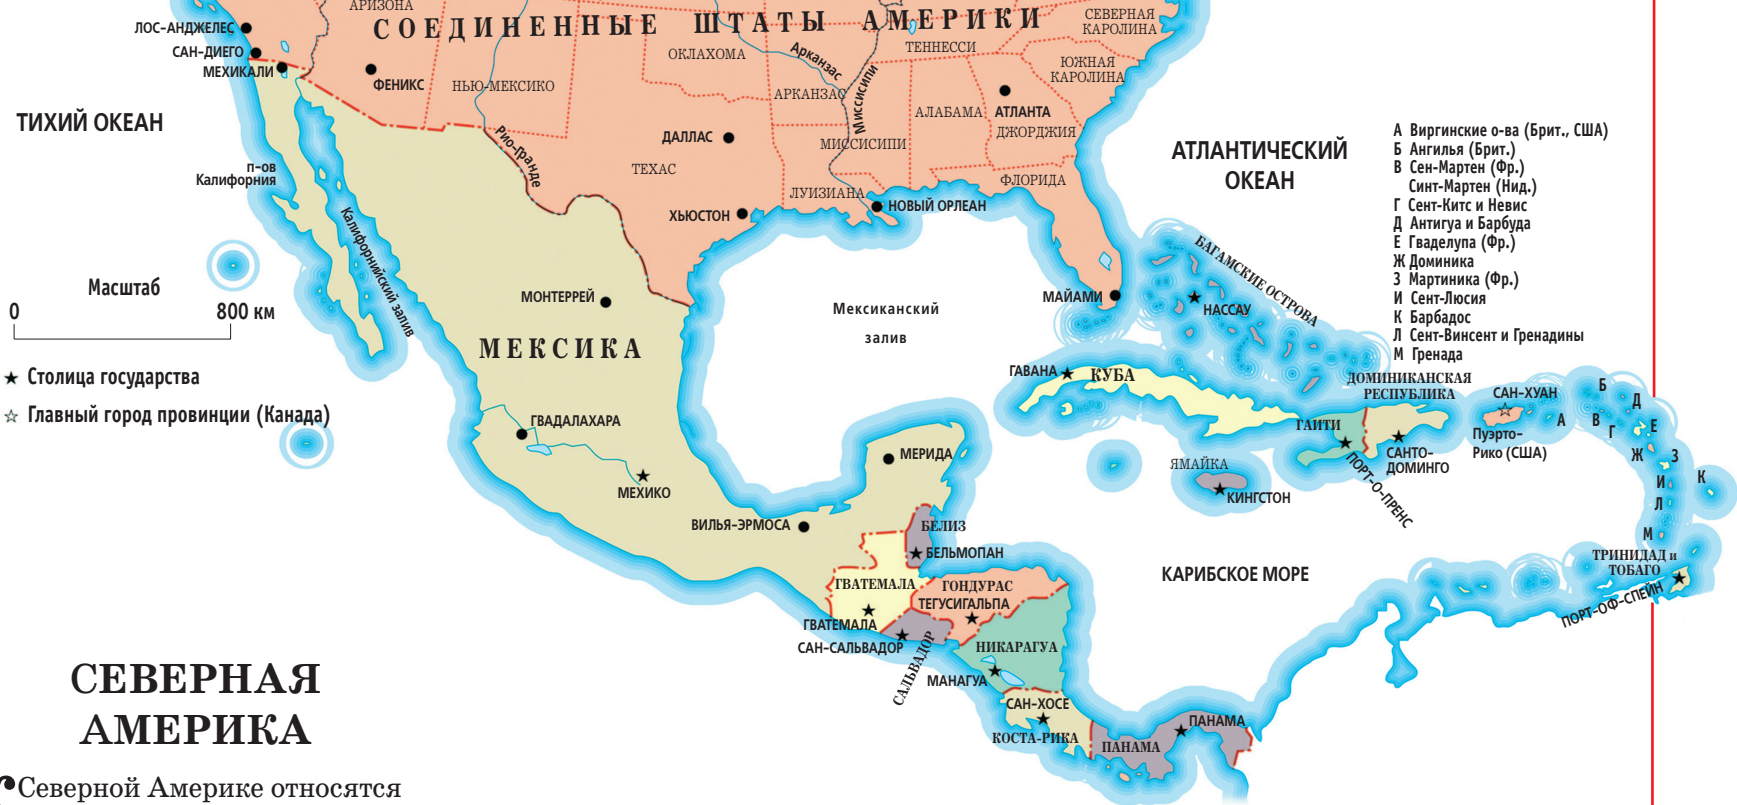 АРИЗОНА
СОЕДИНЕННЫЕ ШТАТЫ АМЕРИКИ
СЕВЕРНАЯ
КАРОЛИНА
ЛОС-АНДЖЕЛЕС
САН-ДИЕГО
МЕХИКАЛИ
ФЕНИКС
НЬЮ-МЕКСИКО
ОКЛАХОМА
Арканзас
ТЕННЕССИ
ЮЖНАЯ
КАРОЛИНА
АРКАНЗАС
Миссисипи
АЛАБАМА
АТЛАНТА
ДЖОРДЖИЯ
ТИХИЙ ОКЕАН
ДАЛЛАС
МИССИСИПИ
Рио-Гранде
ТЕХАС
ЛУИЗИАНА
ФЛОРИДА
п-ов
Калифорния
ХЬЮСТОН
НОВЫЙ ОРЛЕАН
АТЛАНТИЧЕСКИЙ
ОКЕАН
А Виргинские о-ва (Брит., США)
Б Ангилья (Брит.)
В Сен-Мартен (Фр.)
Синт-Мартен (Нид.)
Г Сент-Китс и Невис
Д Антигуа и Барбуда
Е Гваделупа (Фр.)
Ж Доминика
З Мартиника (Фр.)
И Сент-Люсия
К Барбадос
Л Сент-Винсент и Гренадины
М Гренада
Калифорнийский залив
БАГАМСКИЕ ОСТРОВА
Масштаб
0 800 км
МОНТЕРРЕЙ
Мексиканский
залив
МАЙАМИ
НАССАУ
МЕКСИКА
★ Столица государства
☆ Главный город провинции (Канада)
ГАВАНА
КУБА
ДОМИНИКАНСКАЯ
РЕСПУБЛИКА
САН-ХУАН
Пуэрто-
Рико (США)
А
Б
В
Г
Д
Е
Ж
З
И
К
Л
М
ГВАДАЛАХАРА
ГАИТИ
МЕРИДА
САНТО-
ДОМИНГО
ПОРТ-О-ПРЕНС
ЯМАЙКА
КИНГСТОН
МЕХИКО
ВИЛЬЯ-ЭРМОСА
БЕЛИЗ
БЕЛЬМОПАН
КАРИБСКОЕ МОРЕ
ТРИНИДАД и
ТОБАГО
ПОРТ-ОФ-СПЕЙН
ГВАТЕМАЛА
ГОНДУРАС
ТЕГУСИГАЛЬПА
ГВАТЕМАЛА
САН-САЛЬВАДОР
САЛЬВАДОР
НИКАРАГУА
МАНАГУА
САН-ХОСЕ
КОСТА-РИКА
ПАНАМА
ПАНАМА
СЕВЕРНАЯ
АМЕРИКА
Северной Америке относятся